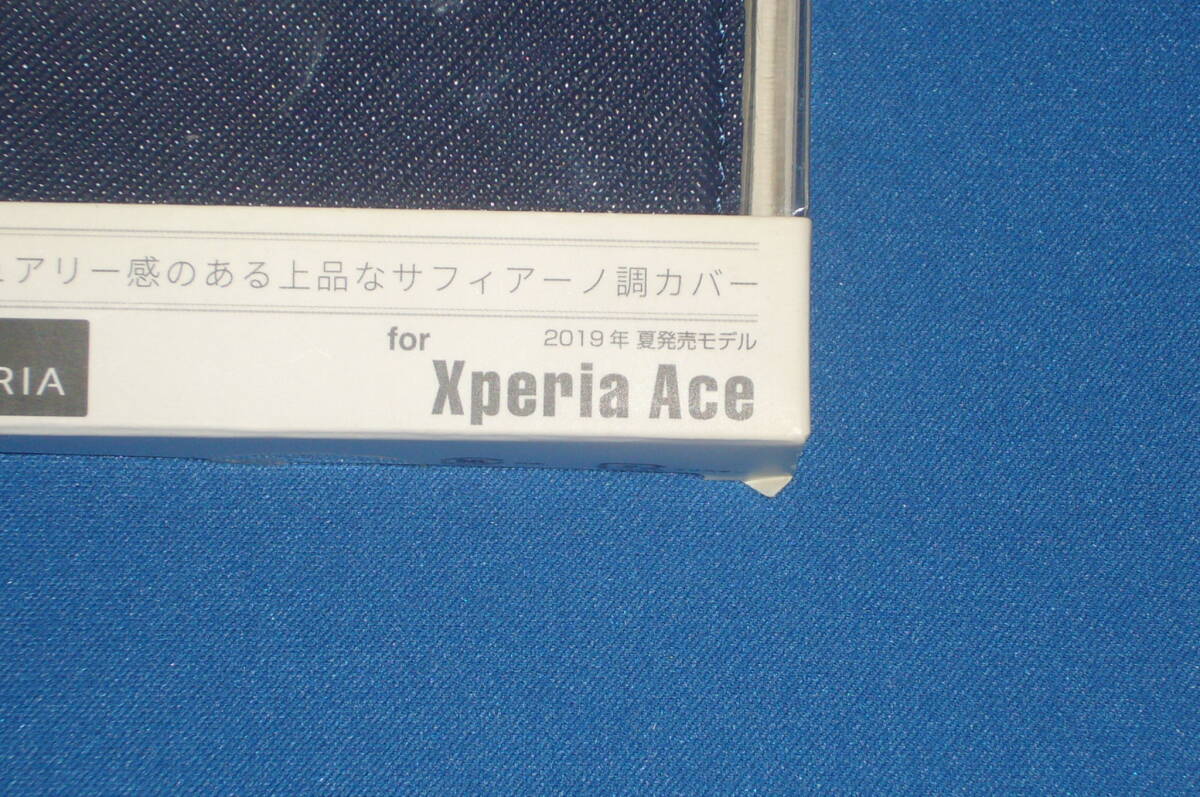 ュアリー感のある上品なサフィアーノ調カバー
RIA
for
2019年 夏発売モデル
Xperia Ace